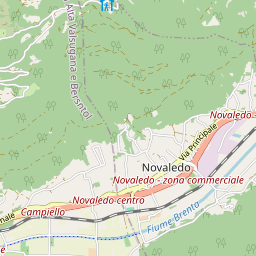 Alta Valsugana e Bersntol
Novaledo
Via Principale
Novaledo
Novaledo - zona commerciale
Novaledo centro
Campiello
Fiume Brenta